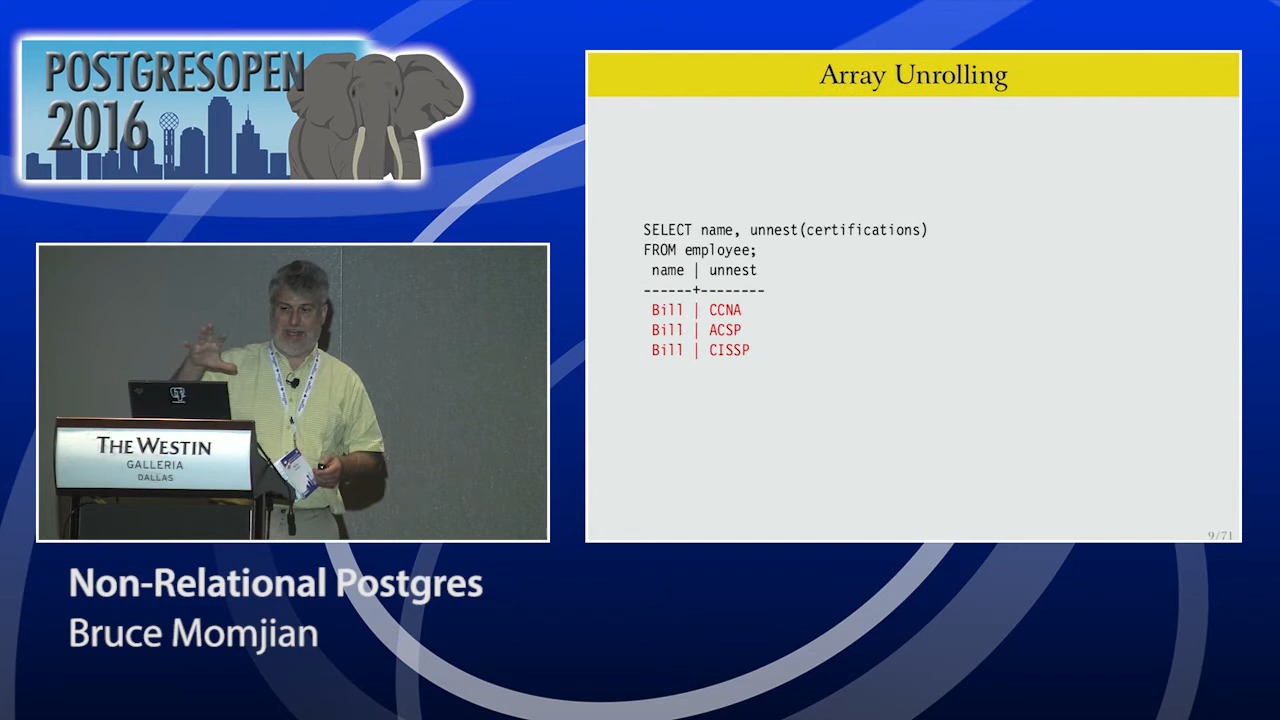 POSTGRESOPEN
2016
Array Unrolling
SELECT name, unnest(certifications)
FROM employee;
name | unnest
------+--------
Bill | CCNA
Bill | ACSP
Bill | CISSP
9/71
THE WESTIN
GALLERIA
DALLAS
Non-Relational Postgres
Bruce Momjian